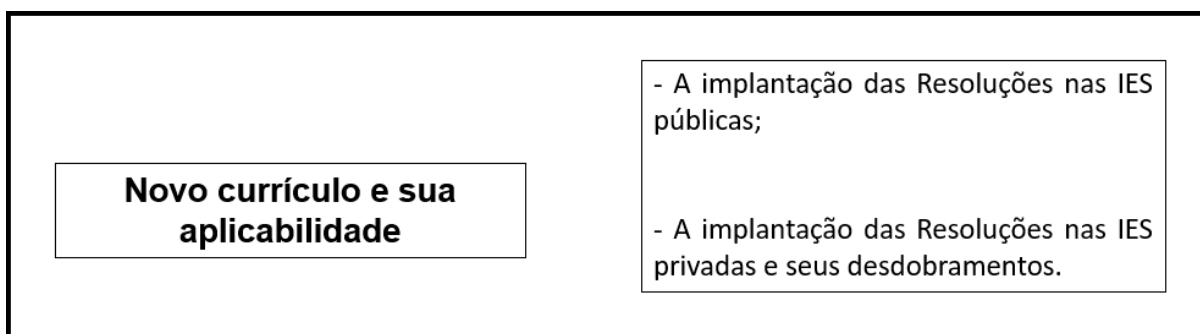 Novo currículo e sua
aplicabilidade
- A implantação das Resoluções nas IES
públicas;
- A implantação das Resoluções nas IES
privadas e seus desdobramentos.